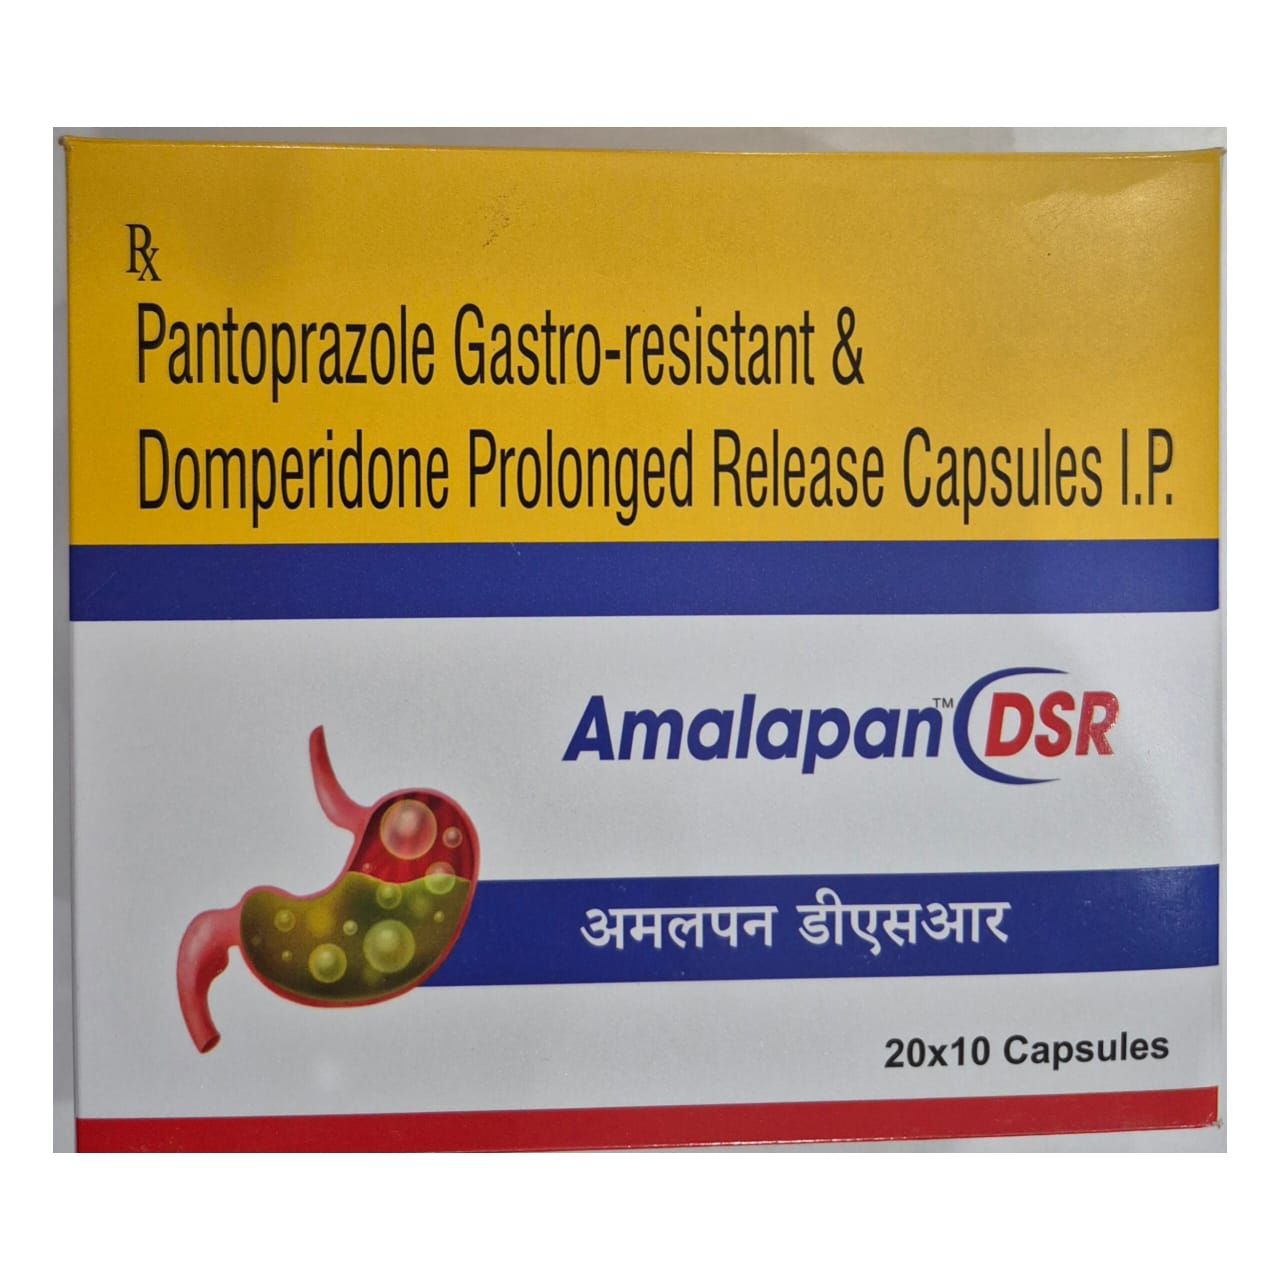 Rx
Pantoprazole Gastro-resistant &
Domperidone Prolonged Release Capsules I.P.
Amalapan™ DSR
अमलपन डीएसआर
20x10 Capsules